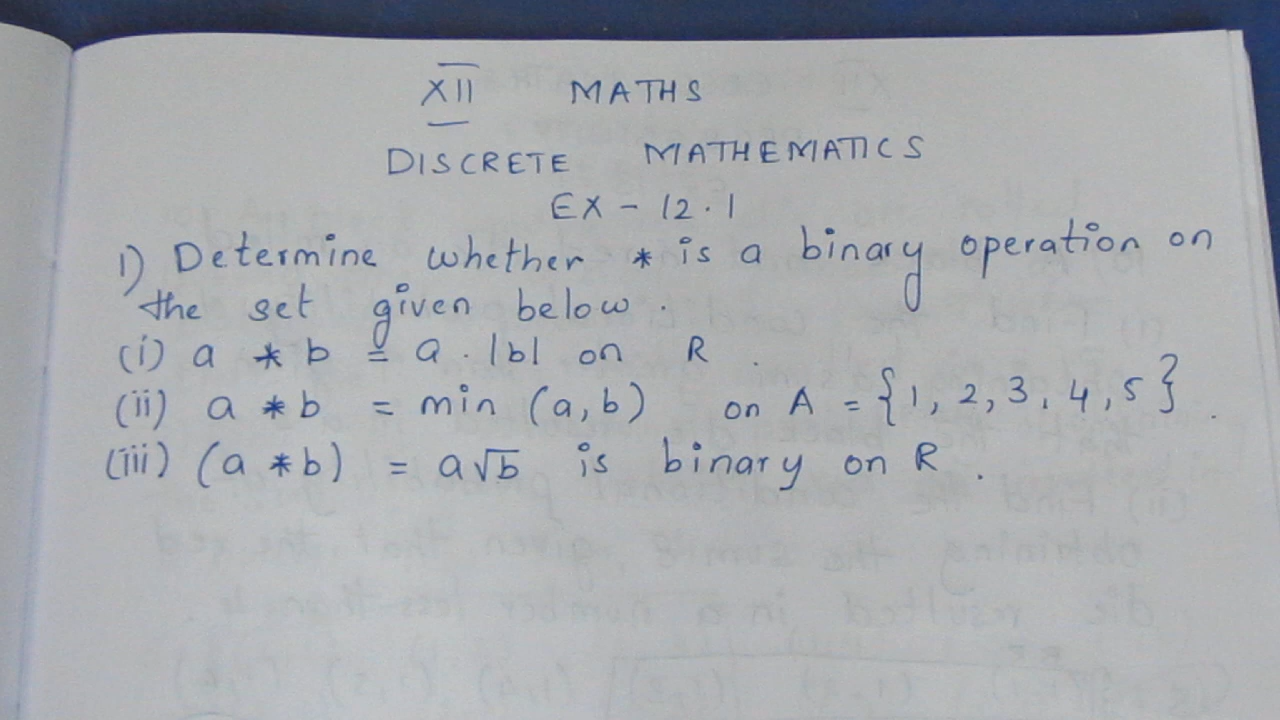 XII MATHS
DISCRETE MATHEMATICS
EX - 12.1
1) Determine whether * is a binary operation on
the set given below.
(i) a * b = a . |b| on R .
(ii) a * b = min (a, b) on A = {1, 2, 3, 4, 5} .
(iii) (a * b) = a√b is binary on R .